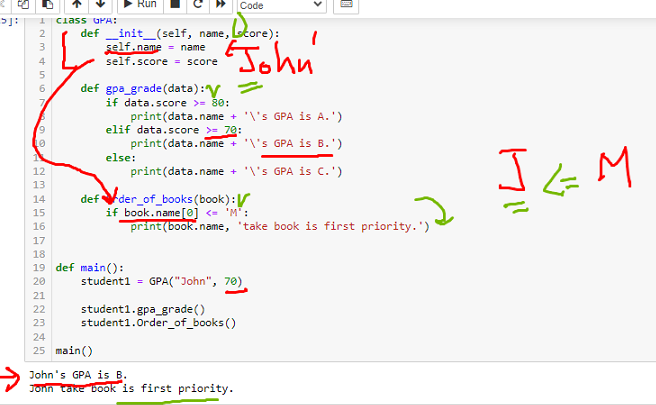 Run
Code
5]:
1 class GPA:
2 def __init__(self, name, score):
3 self.name = name
4 self.score = score
John'
6 def gpa_grade(data):
7 if data.score >= 80:
8 print(data.name + '\'s GPA is A.')
9 elif data.score >= 70:
10 print(data.name + '\'s GPA is B.')
11 else:
12 print(data.name + '\'s GPA is C.')
13
J <= M
14 def Order_of_books(book):
15 if book.name[0] <= 'M':
16 print(book.name, 'take book is first priority.')
17
18
19 def main():
20 student1 = GPA("John", 70)
21
22 student1.gpa_grade()
23 student1.Order_of_books()
24
25 main()
John's GPA is B.
John take book is first priority.